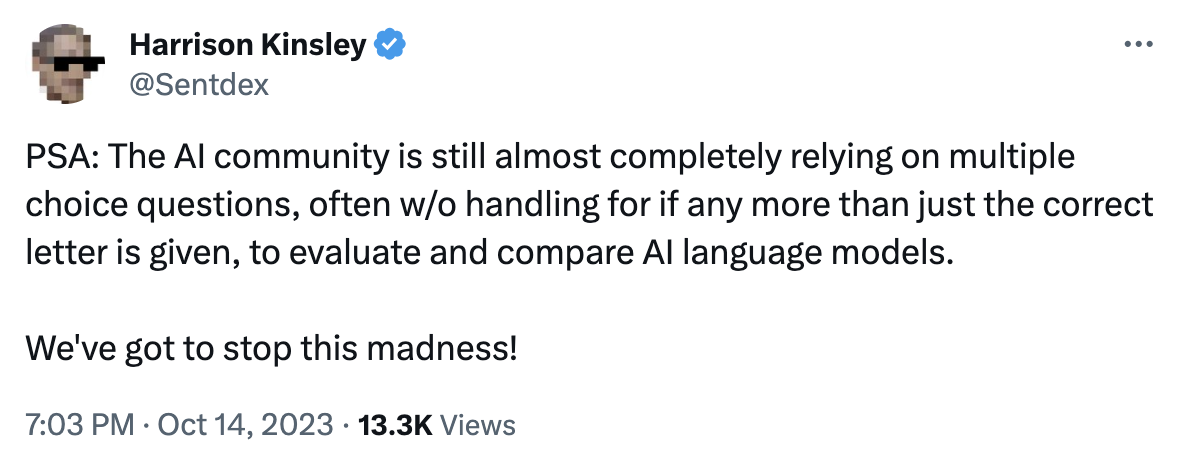 Harrison Kinsley
@Sentdex
PSA: The AI community is still almost completely relying on multiple
choice questions, often w/o handling for if any more than just the correct
letter is given, to evaluate and compare AI language models.
We've got to stop this madness!
7:03 PM · Oct 14, 2023 · 13.3K Views